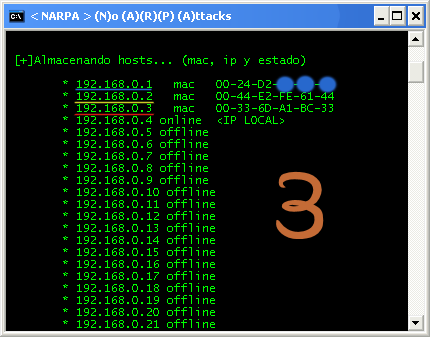 < NARPA > (N)o (A)(R)(P) (A)ttacks
[+]Almacenando hosts... (mac, ip y estado)
* 192.168.0.1 mac 00-24-D2-
* 192.168.0.2 mac 00-44-E2-FE-61-44
* 192.168.0.3 mac 00-33-6D-A1-BC-33
* 192.168.0.4 online <IP LOCAL>
* 192.168.0.5 offline
* 192.168.0.6 offline
* 192.168.0.7 offline
* 192.168.0.8 offline
* 192.168.0.9 offline
* 192.168.0.10 offline
* 192.168.0.11 offline
* 192.168.0.12 offline
* 192.168.0.13 offline
* 192.168.0.14 offline
* 192.168.0.15 offline
* 192.168.0.16 offline
* 192.168.0.17 offline
* 192.168.0.18 offline
* 192.168.0.19 offline
* 192.168.0.20 offline
* 192.168.0.21 offline
3